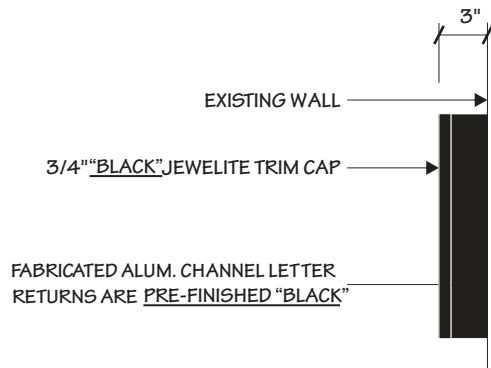 3"
EXISTING WALL
3/4"“BLACK”JEWELITE TRIM CAP
FABRICATED ALUM. CHANNEL LETTER
RETURNS ARE PRE-FINISHED “BLACK”